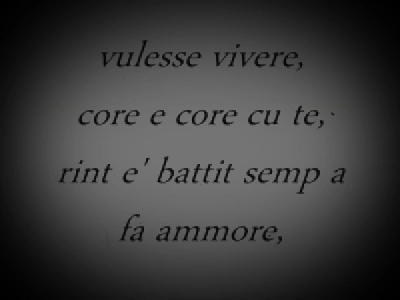 vulesse vivere,
core e core cu te,
rint e' battit semp a
fa ammore,